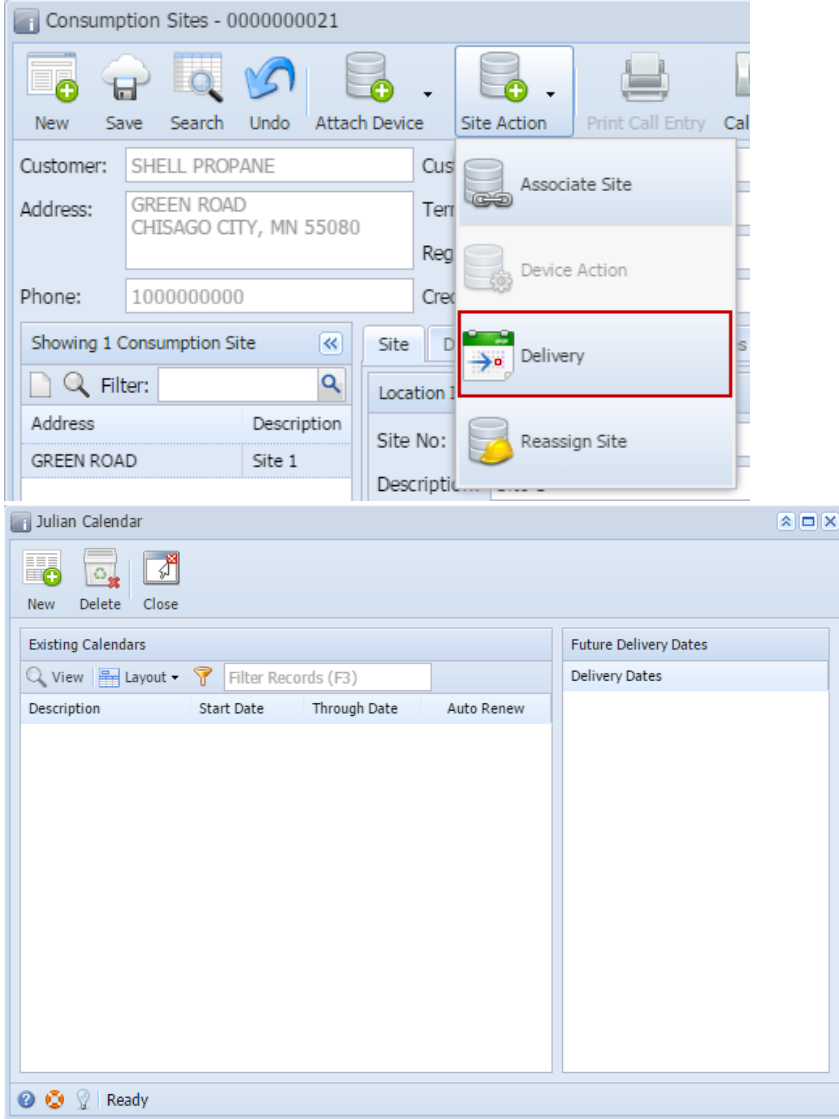 Consumption Sites - 0000000021
New Save Search Undo Attach Device Site Action Print Call Entry Cal
Customer: SHELL PROPANE Cus
Associate Site
Address: GREEN ROAD Ter
CHISAGO CITY, MN 55080
Reg
Device Action
Phone: 1000000000 Cre
Showing 1 Consumption Site Site D s
Delivery
Filter:
Location I
Address Description
Site No:
Reassign Site
GREEN ROAD Site 1
Description:
Julian Calendar
New Delete Close
Existing Calendars Future Delivery Dates
View Layout Filter Records (F3) Delivery Dates
Description Start Date Through Date Auto Renew
Ready